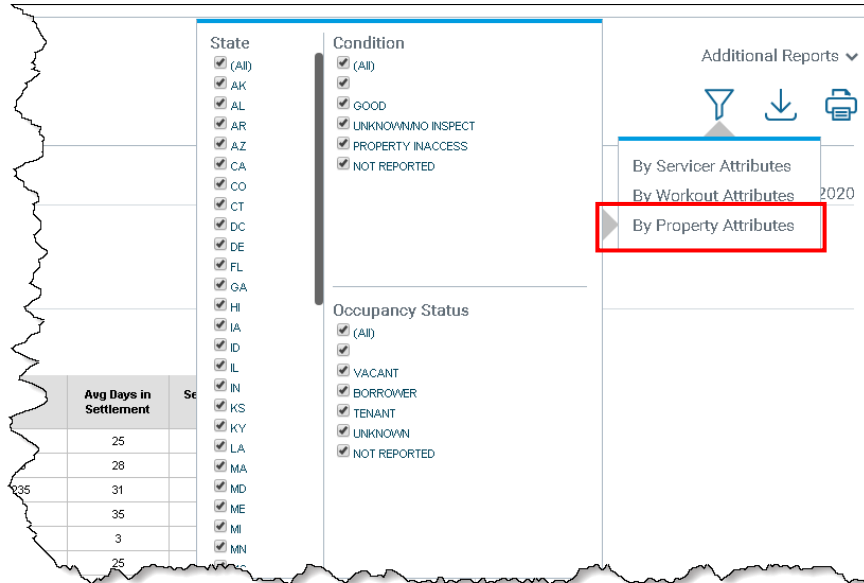 State
(All)
AK
AL
AR
AZ
CA
CO
CT
DC
DE
FL
GA
HI
IA
ID
IL
IN
KS
KY
LA
MA
MD
ME
MI
MN
Condition
(All)
GOOD
UNKNOWN/NO INSPECT
PROPERTY INACCESS
NOT REPORTED
Occupancy Status
(All)
VACANT
BORROWER
TENANT
UNKNOWN
NOT REPORTED
Additional Reports
By Servicer Attributes
By Workout Attributes
2020
By Property Attributes
Avg Days in
Settlement
Se
25
28
235
31
35
3
25